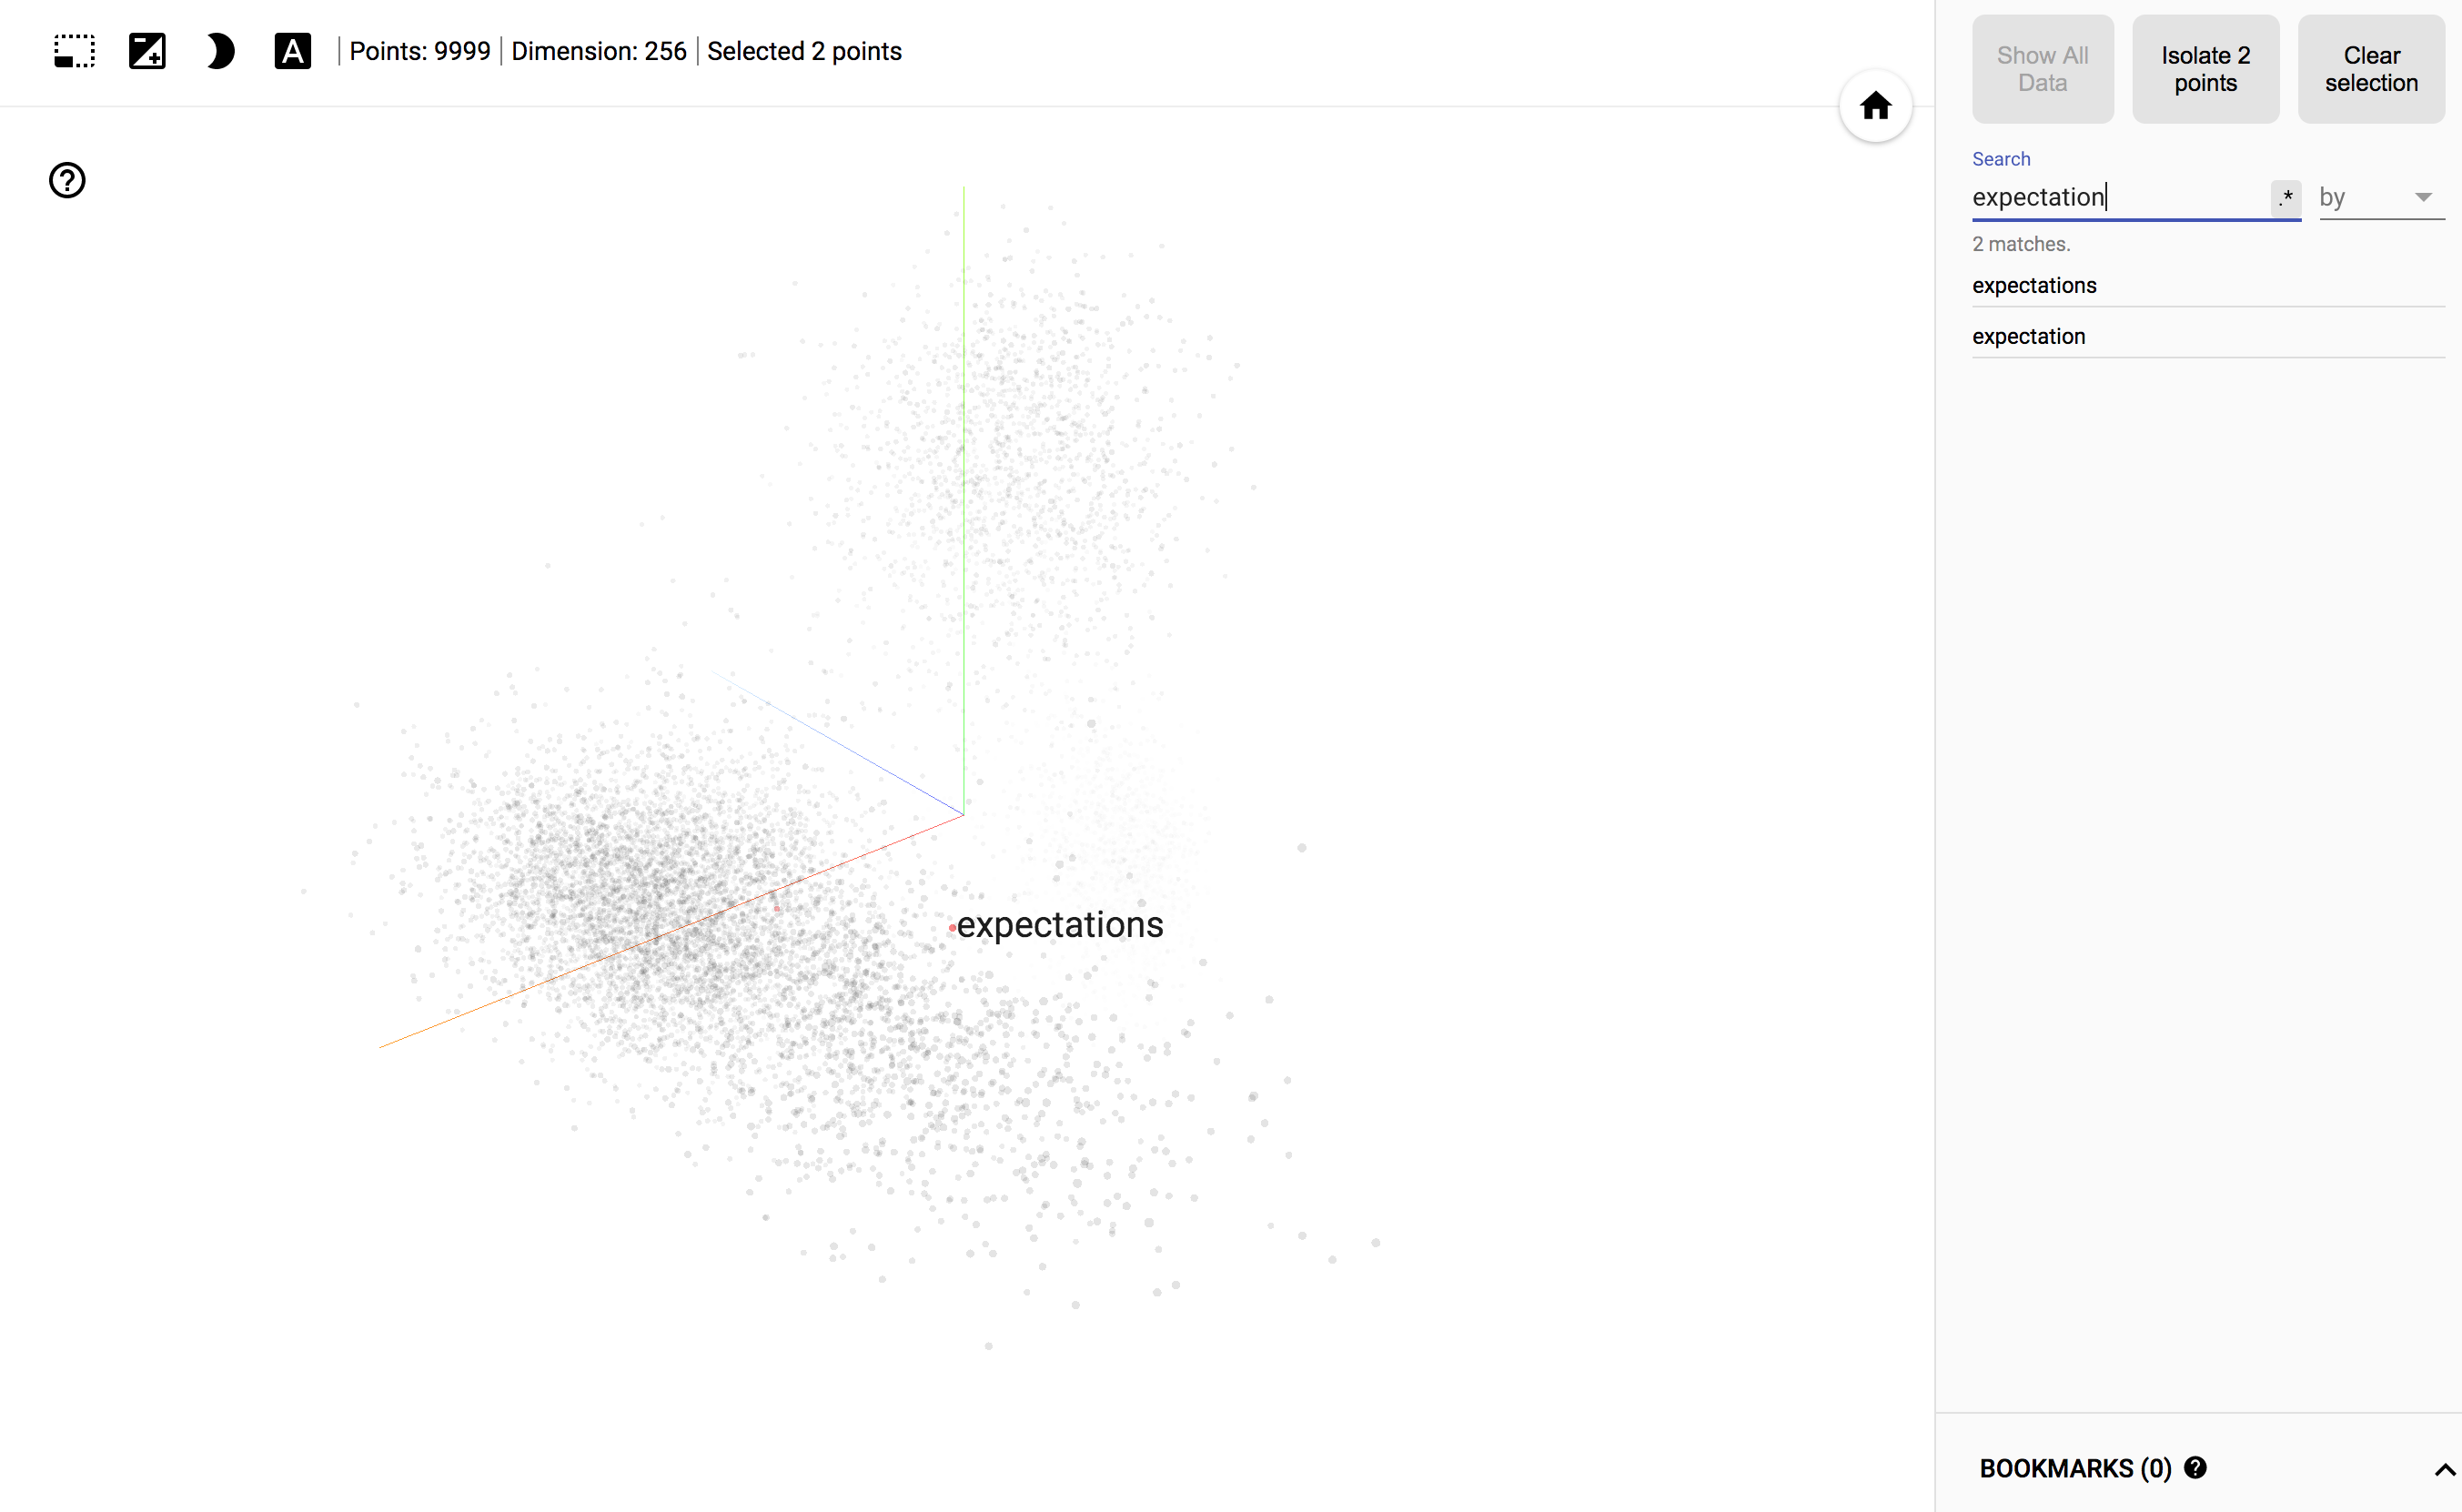 A
Points: 9999 | Dimension: 256 | Selected 2 points
Show All
Data
Isolate 2
points
Clear
selection
Search
expectation .* by
2 matches.
expectations
expectation
expectations
BOOKMARKS (0)